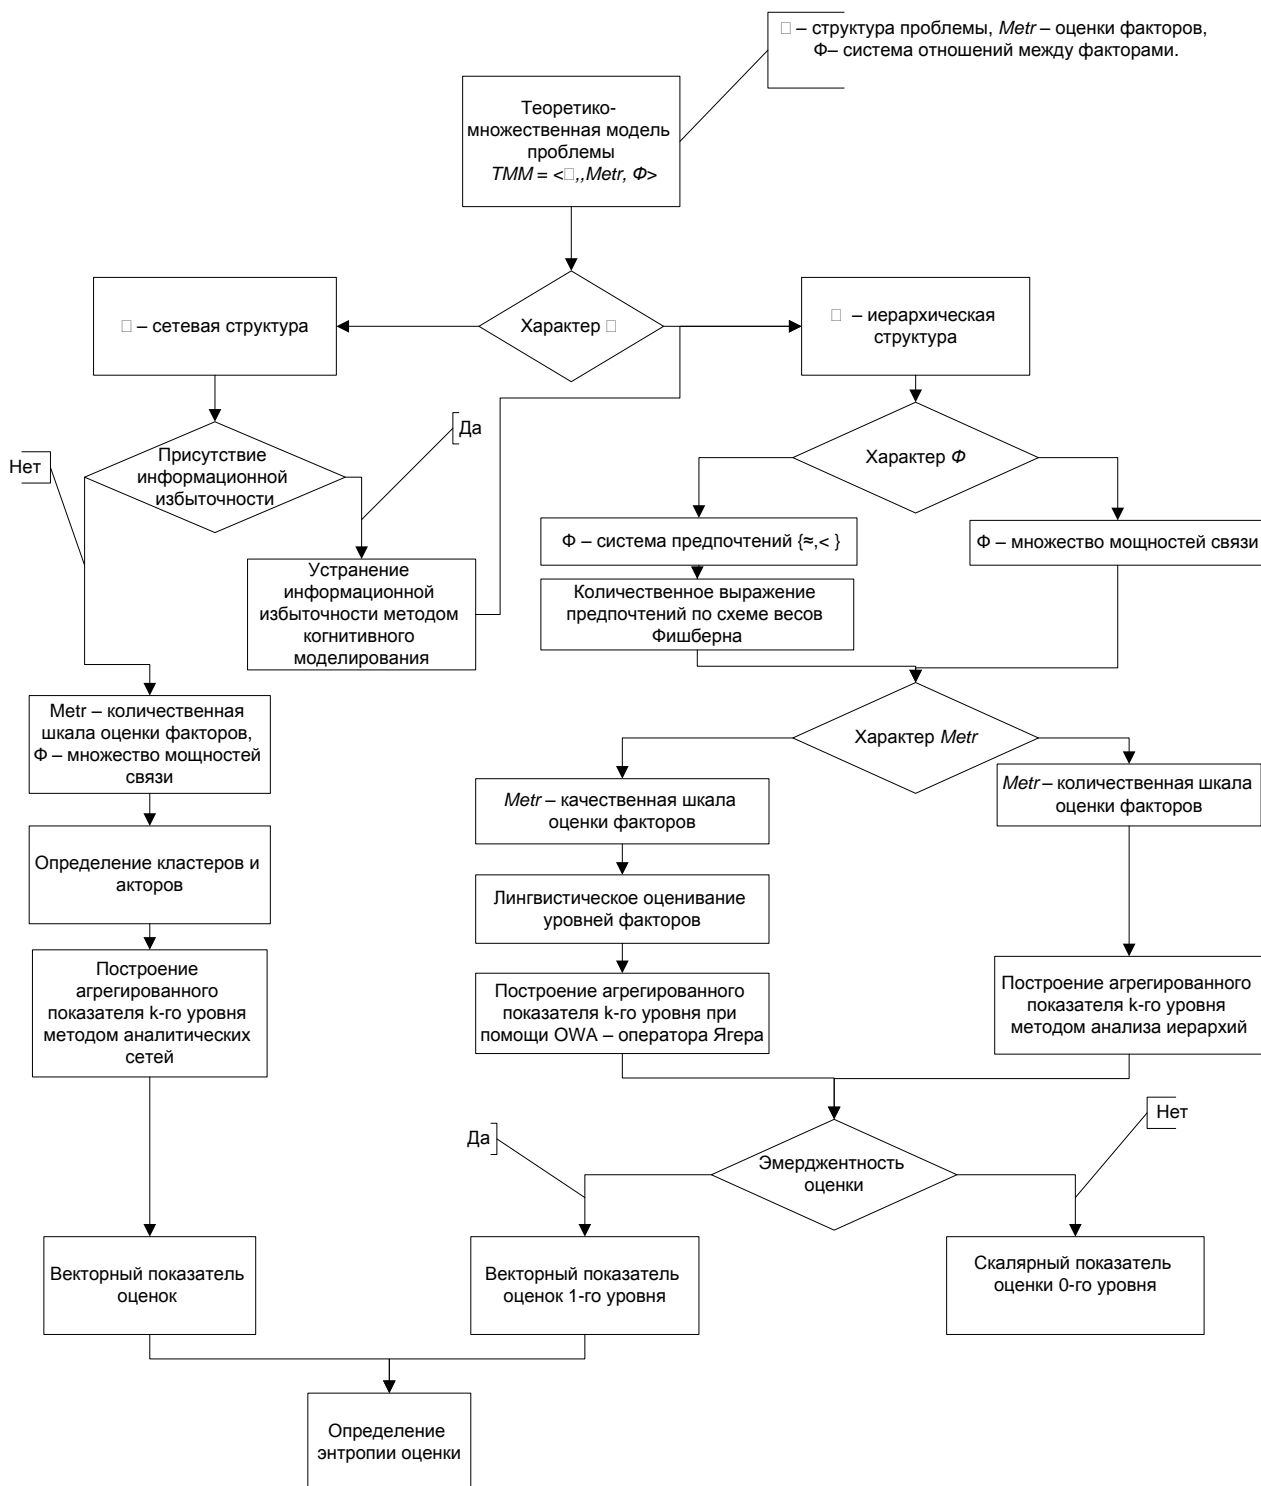 □ – структура проблемы, Metr – оценки факторов,
Ф– система отношений между факторами.
Теоретико-
множественная модель
проблемы
TMM = <□,,Metr, Ф>
□ – сетевая структура
Характер □
□ – иерархическая
структура
Да
Нет
Присутствие
информационной
избыточности
Характер Ф
Ф – система предпочтений {≈,< }
Ф – множество мощностей связи
Устранение
информационной
избыточности методом
когнитивного
моделирования
Количественное выражение
предпочтений по схеме весов
Фишберна
Metr – количественная
шкала оценки факторов,
Ф – множество мощностей
связи
Характер Metr
Metr – качественная шкала
оценки факторов
Metr – количественная шкала
оценки факторов
Определение кластеров и
акторов
Лингвистическое оценивание
уровней факторов
Построение
агрегированного
показателя k-го уровня
методом аналитических
сетей
Построение агрегированного
показателя k-го уровня при
помощи OWA – оператора Ягера
Построение агрегированного
показателя k-го уровня
методом анализа иерархий
Да
Нет
Эмерджентность
оценки
Векторный показатель
оценок
Векторный показатель
оценок 1-го уровня
Скалярный показатель
оценки 0-го уровня
Определение
энтропии оценки